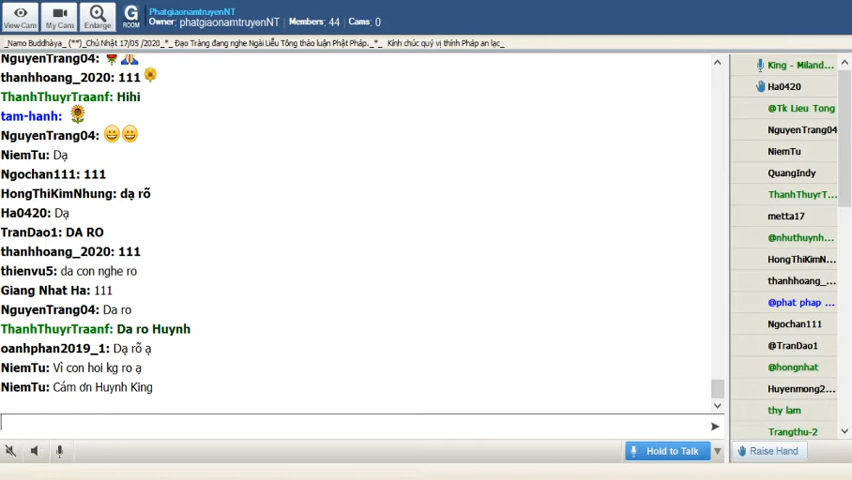 View Cam
My Cam
Enlarge
G
ROOM
PhatgiaonamtruyenNT
Owner: phatgiaonamtruyenNT Members: 44 Cams: 0
_Namo Buddhàya_ (**)_Chủ Nhật 17/05 /2020_*_ Đạo Tràng đang nghe Ngài Liễu Tông thảo luận Phật Pháp._*_ Kính chúc quý vị thính Pháp an lạc_
NguyenTrang04:
thanhhoang_2020: 111
ThanhThuyrTraanf: Hihi
tam-hanh:
NguyenTrang04:
NiemTu: Dạ
Ngochan111: 111
HongThiKimNhung: dạ rõ
Ha0420: Dạ
TranDao1: DA RO
thanhhoang_2020: 111
thienvu5: da con nghe ro
Giang Nhat Ha: 111
NguyenTrang04: Da ro
ThanhThuyrTraanf: Da ro Huynh
oanhphan2019_1: Dạ rõ ạ
NiemTu: Vì con hoi kg ro ạ
NiemTu: Cám ơn Huynh King
Hold to Talk
King - Miland...
Ha0420
@Tk Lieu Tong
NguyenTrang04
NiemTu
QuangIndy
ThanhThuyrT...
metta17
@nhuthuynh...
HongThiKimN...
thanhhoang_...
@phat phap ...
Ngochan111
@TranDao1
@hongnhat
Huyenmong2...
thy lam
Trangthu-2
Raise Hand